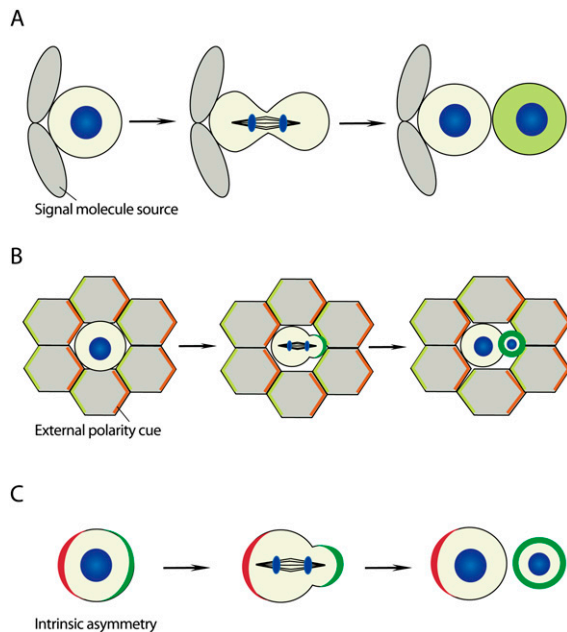 A
Signal molecule source
B
External polarity cue
C
Intrinsic asymmetry